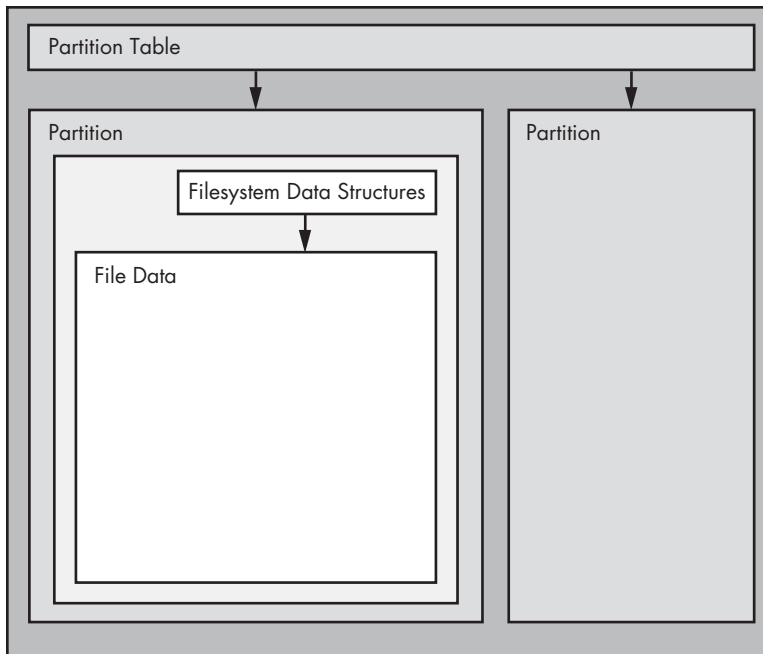 Partition Table
Partition
Partition
Filesystem Data Structures
File Data